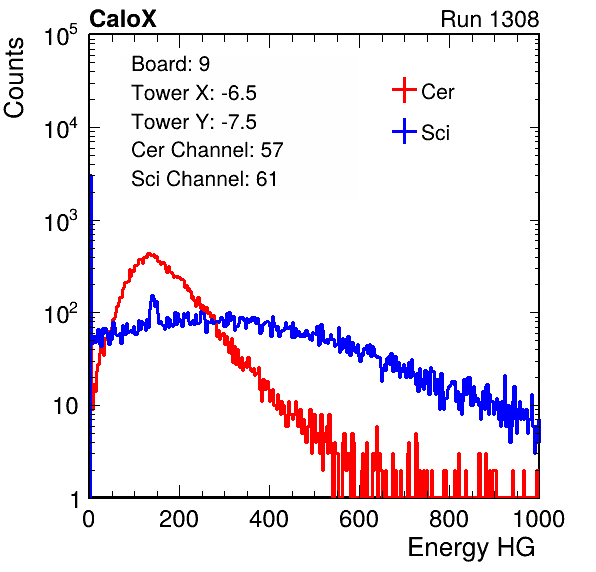 CaloX Run 1308
Counts
Board: 9
Tower X: -6.5
Tower Y: -7.5
Cer Channel: 57
Sci Channel: 61
Cer
Sci
10^5
10^4
10^3
10^2
10
1
0 200 400 600 800 1000
Energy HG